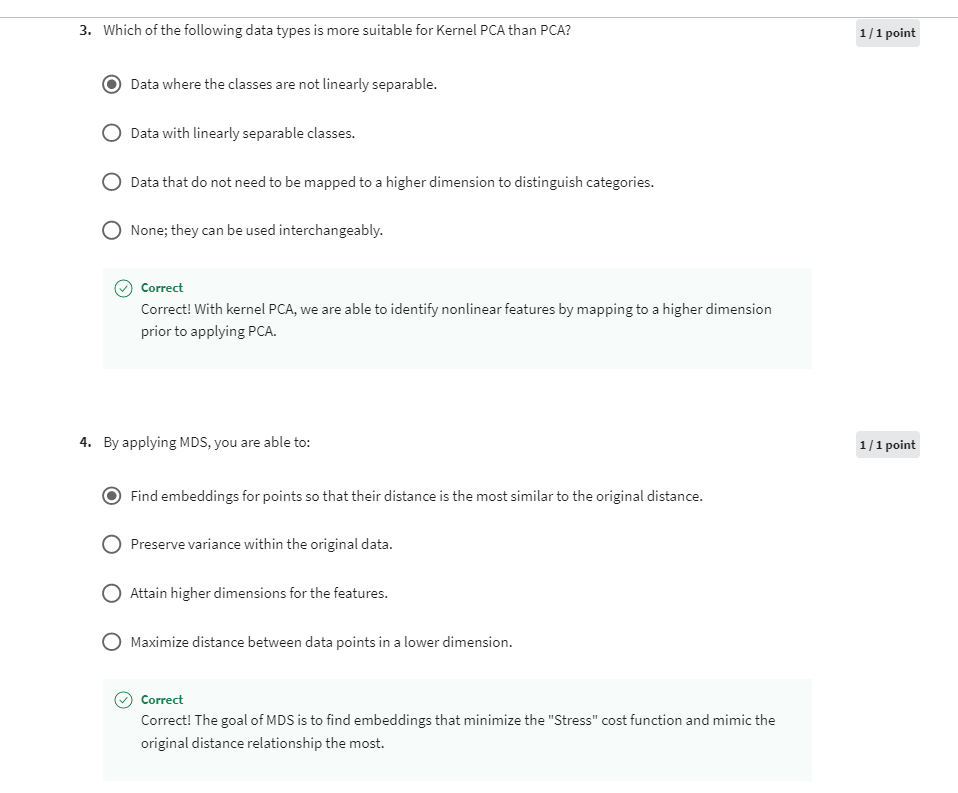 3. Which of the following data types is more suitable for Kernel PCA than PCA?
1 / 1 point
Data where the classes are not linearly separable.
Data with linearly separable classes.
Data that do not need to be mapped to a higher dimension to distinguish categories.
None; they can be used interchangeably.
Correct
Correct! With kernel PCA, we are able to identify nonlinear features by mapping to a higher dimension
prior to applying PCA.
4. By applying MDS, you are able to:
1 / 1 point
Find embeddings for points so that their distance is the most similar to the original distance.
Preserve variance within the original data.
Attain higher dimensions for the features.
Maximize distance between data points in a lower dimension.
Correct
Correct! The goal of MDS is to find embeddings that minimize the "Stress" cost function and mimic the
original distance relationship the most.